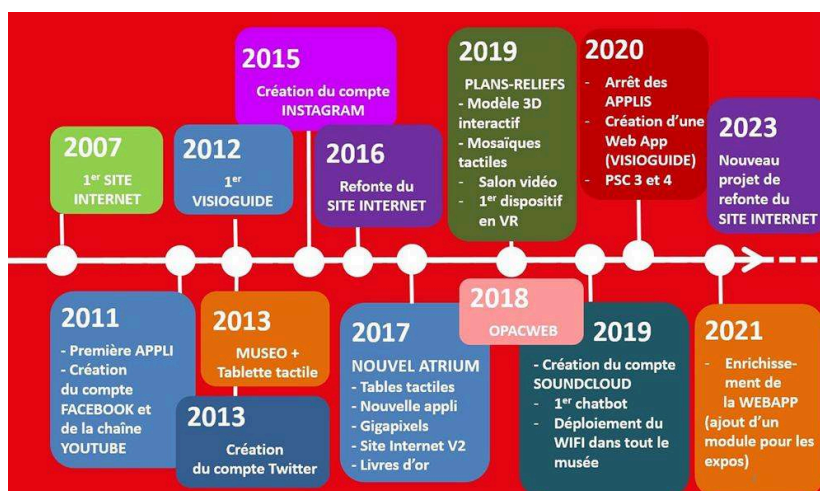 2007
1er SITE
INTERNET
2011
- Première APPLI
- Création
du compte
FACEBOOK et
de la chaîne
YOUTUBE
2012
1er
VISIOGUIDE
2013
MUSEO +
Tablette tactile
2013
Création
du compte Twitter
2015
Création du compte
INSTAGRAM
2016
Refonte du
SITE INTERNET
2017
NOUVEL ATRIUM
- Tables tactiles
- Nouvelle appli
- Gigapixels
- Site Internet V2
- Livres d'or
2018
OPACWEB
2019
PLANS-RELIEFS
- Modèle 3D
interactif
- Mosaïques
tactiles
- Salon vidéo
- 1er dispositif
en VR
2019
- Création du compte
SOUNDCLOUD
- 1er chatbot
- Déploiement du
WIFI dans tout le
musée
2020
- Arrêt des
APPLIS
- Création d'une
Web App
(VISIOGUIDE)
- PSC 3 et 4
2021
- Enrichisse-
ment de
la WEBAPP
(ajout d'un
module pour les
expos)
2023
Nouveau
projet de
refonte du
SITE INTERNET